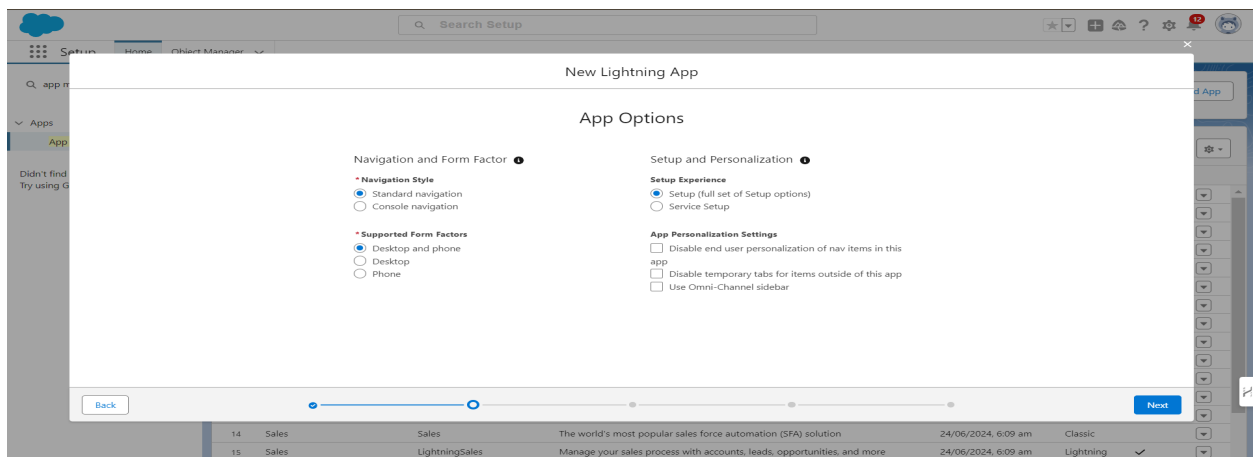 Search Setup
12
Setup Home Object Manager
app m
New Lightning App
d App
Apps
App
Didn't find
Try using G
App Options
Navigation and Form Factor
* Navigation Style
Standard navigation
Console navigation
* Supported Form Factors
Desktop and phone
Desktop
Phone
Setup and Personalization
Setup Experience
Setup (full set of Setup options)
Service Setup
App Personalization Settings
Disable end user personalization of nav items in this
app
Disable temporary tabs for items outside of this app
Use Omni-Channel sidebar
Back
Next
14 Sales Sales The world's most popular sales force automation (SFA) solution 24/06/2024, 6:09 am Classic
15 Sales LightningSales Manage your sales process with accounts, leads, opportunities, and more 24/06/2024, 6:09 am Lightning